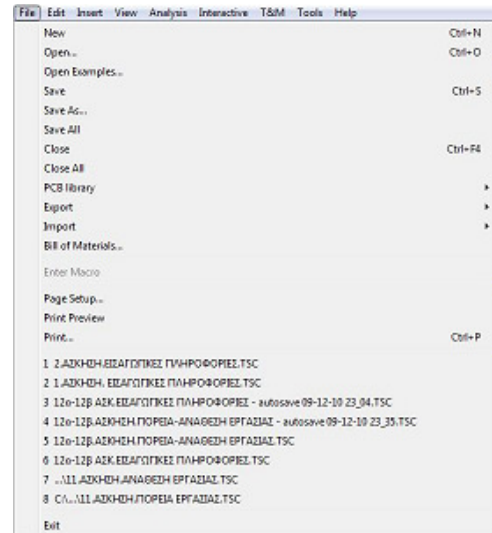 File Edit Insert View Analysis Interactive T&M Tools Help
New Ctrl+N
Open... Ctrl+O
Open Examples...
Save Ctrl+S
Save As...
Save All
Close Ctrl+F4
Close All
PCB library
Export
Import
Bill of Materials...
Enter Macro
Page Setup...
Print Preview
Print... Ctrl+P
1 2.ΑΣΚΗΣΗ.ΕΙΣΑΓΩΓΙΚΕΣ ΠΛΗΡΟΦΟΡΙΕΣ.TSC
2 1.ΑΣΚΗΣΗ. ΕΙΣΑΓΩΓΙΚΕΣ ΠΛΗΡΟΦΟΡΙΕΣ.TSC
3 12ο-12β.ΑΣΚ.ΕΙΣΑΓΩΓΙΚΕΣ ΠΛΗΡΟΦΟΡΙΕΣ - autosave 09-12-10 23_04.TSC
4 12ο-12β.ΑΣΚΗΣΗ.ΠΟΡΕΙΑ-ΑΝΑΘΕΣΗ ΕΡΓΑΣΙΑΣ - autosave 09-12-10 23_35.TSC
5 12ο-12β.ΑΣΚΗΣΗ.ΠΟΡΕΙΑ-ΑΝΑΘΕΣΗ ΕΡΓΑΣΙΑΣ.TSC
6 12ο-12β.ΑΣΚ.ΕΙΣΑΓΩΓΙΚΕΣ ΠΛΗΡΟΦΟΡΙΕΣ.TSC
7 ...\11.ΑΣΚΗΣΗ.ΑΝΑΘΕΣΗ ΕΡΓΑΣΙΑΣ.TSC
8 C:\...\11.ΑΣΚΗΣΗ.ΠΟΡΕΙΑ ΕΡΓΑΣΙΑΣ.TSC
Exit